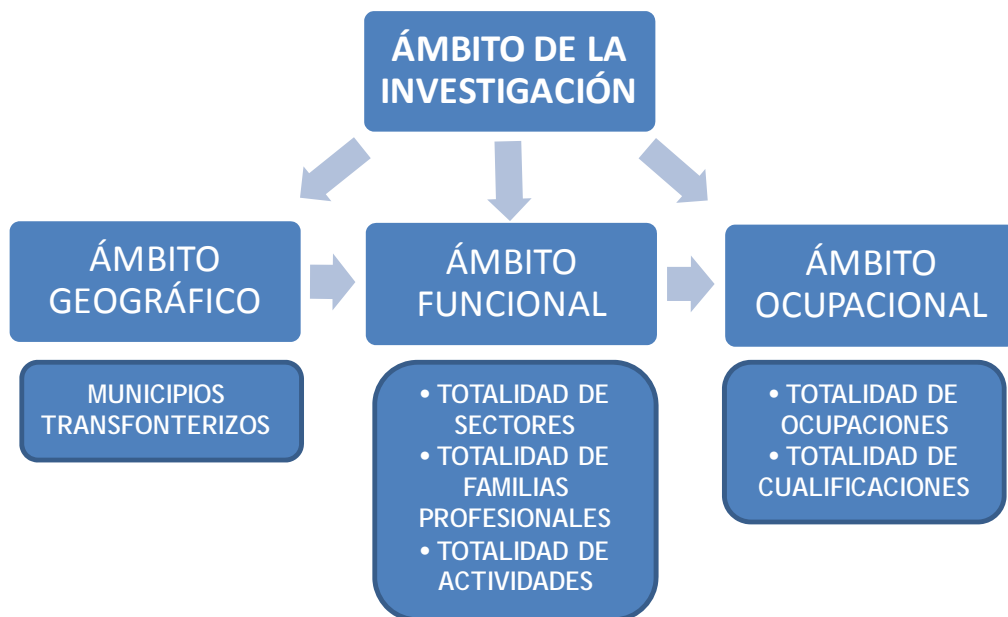 ÁMBITO DE LA
INVESTIGACIÓN
ÁMBITO
GEOGRÁFICO
ÁMBITO
FUNCIONAL
ÁMBITO
OCUPACIONAL
MUNICIPIOS
TRANSFONTERIZOS
• TOTALIDAD DE
SECTORES
• TOTALIDAD DE
FAMILIAS
PROFESIONALES
• TOTALIDAD DE
ACTIVIDADES
• TOTALIDAD DE
OCUPACIONES
• TOTALIDAD DE
CUALIFICACIONES